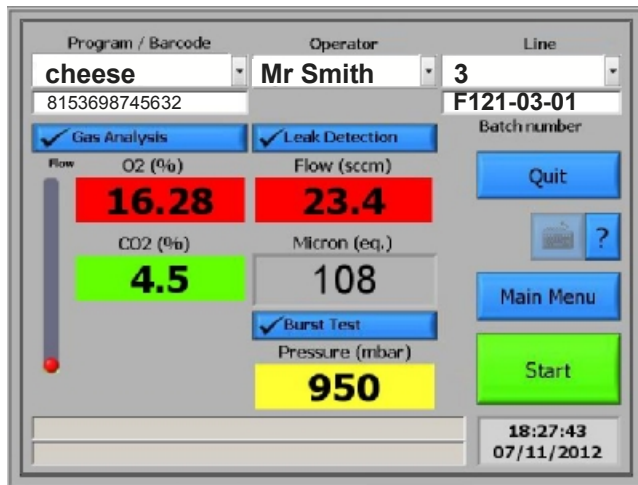 Program / Barcode
Operator
Line
cheese
Mr Smith
3
8153698745632
F121-03-01
Batch number
Gas Analysis
Leak Detection
Flow
O2 (%)
Flow (sccm)
Quit
16.28
23.4
CO2 (%)
Micron (eq.)
?
4.5
108
Main Menu
Burst Test
Pressure (mbar)
950
Start
18:27:43
07/11/2012